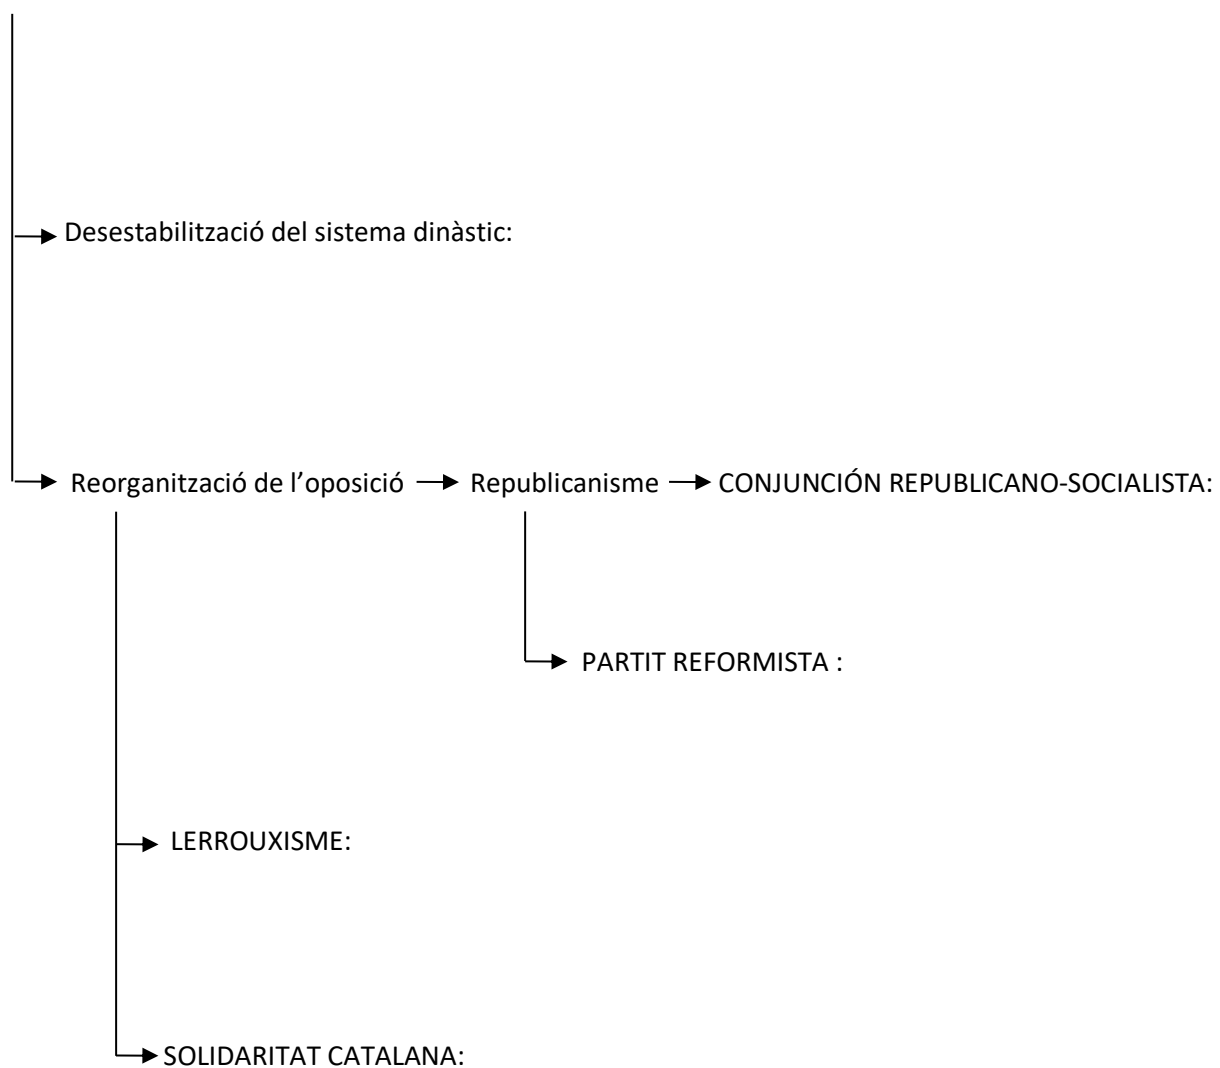 Desestabilització del sistema dinàstic:
Reorganització de l’oposició Republicanisme CONJUNCIÓN REPUBLICANO-SOCIALISTA:
PARTIT REFORMISTA :
LERROUXISME:
SOLIDARITAT CATALANA: